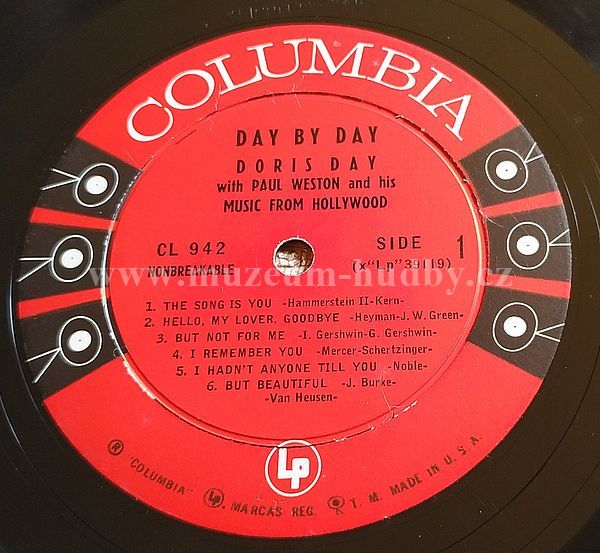 COLUMBIA
DAY BY DAY
DORIS DAY
with PAUL WESTON and his
MUSIC FROM HOLLYWOOD
CL 942
NONBREAKABLE
SIDE 1
(x"Lp"39119)
www.muzeum-hudby.cz
1. THE SONG IS YOU -Hammerstein II-Kern-
2. HELLO, MY LOVER, GOODBYE -Heyman-J. W. Green-
3. BUT NOT FOR ME -I. Gershwin-G. Gershwin-
4. I REMEMBER YOU -Mercer-Schertzinger-
5. I HADN'T ANYONE TILL YOU -Noble-
6. BUT BEAUTIFUL -J. Burke-
-Van Heusen-
Lp
® "COLUMBIA" Lp. MARCAS REG. T. M. MADE IN U. S. A.